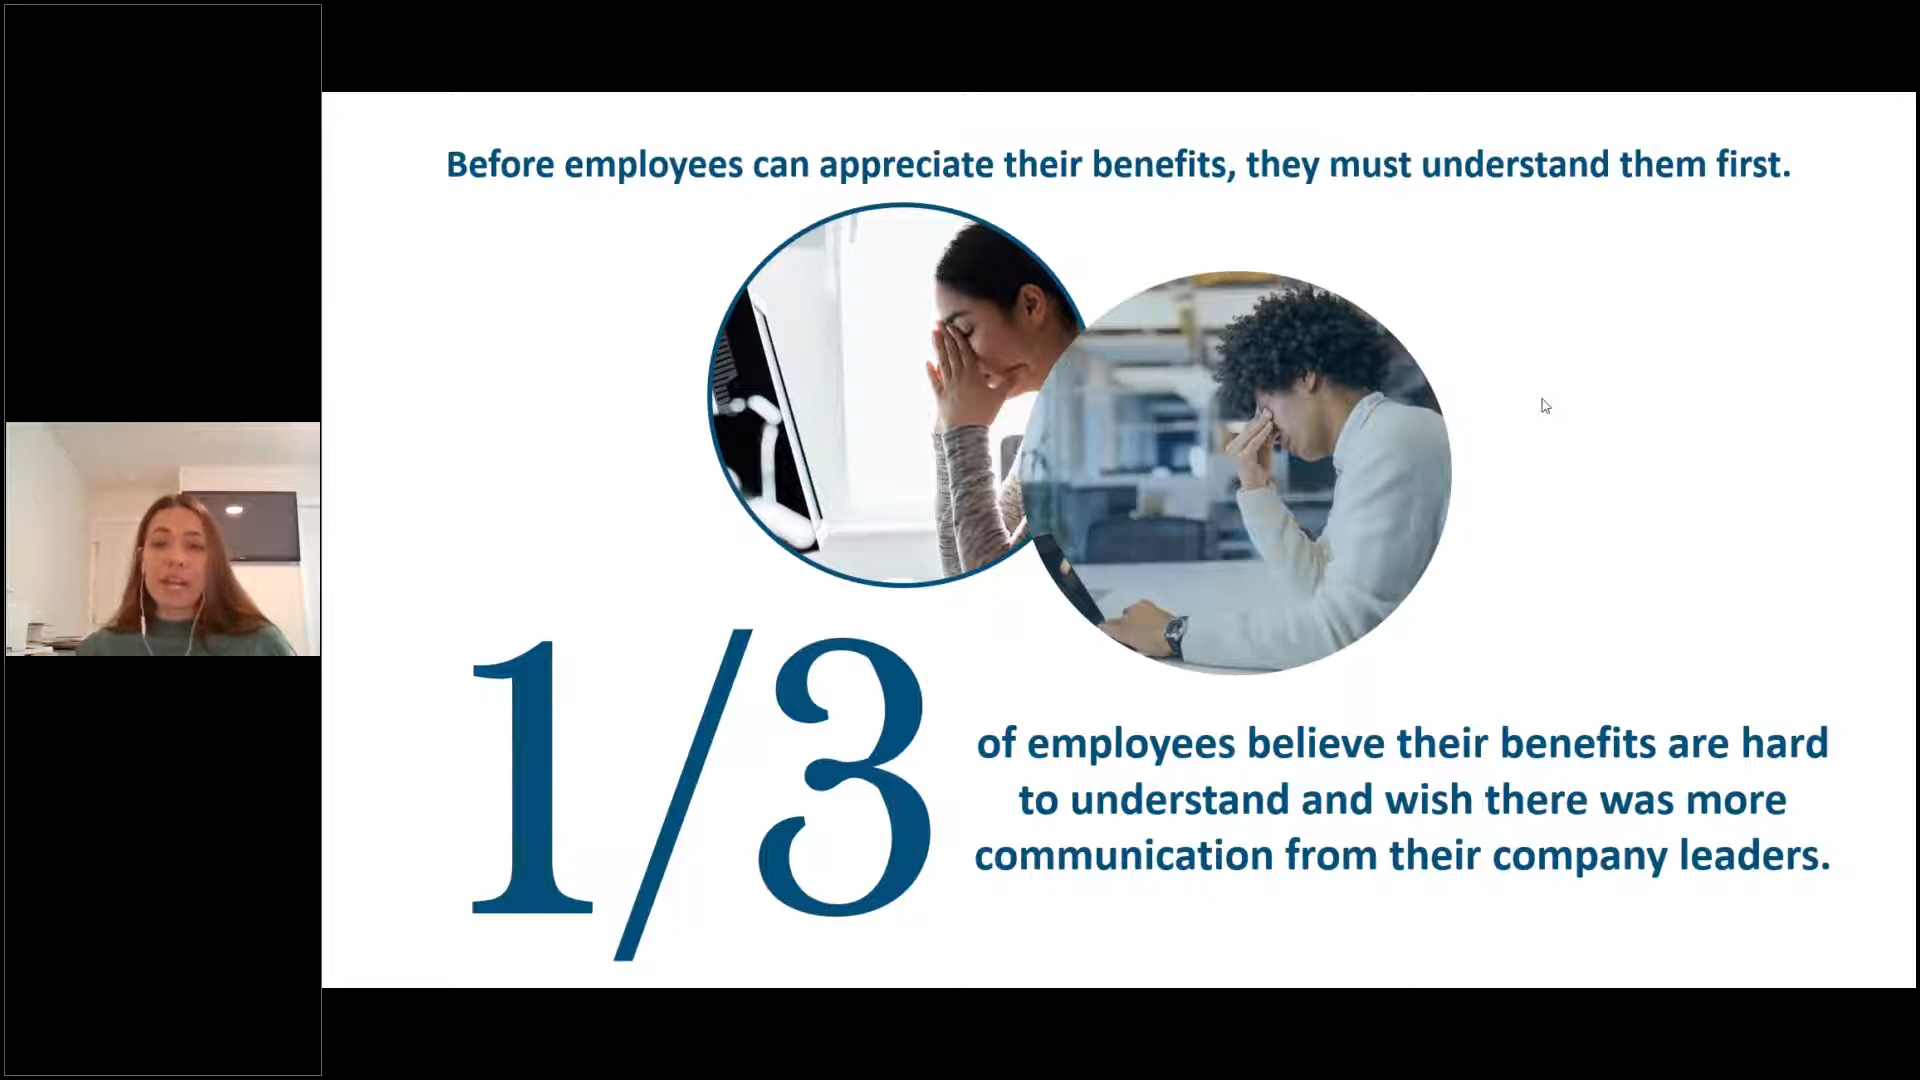 Before employees can appreciate their benefits, they must understand them first.
1/3
of employees believe their benefits are hard
to understand and wish there was more
communication from their company leaders.